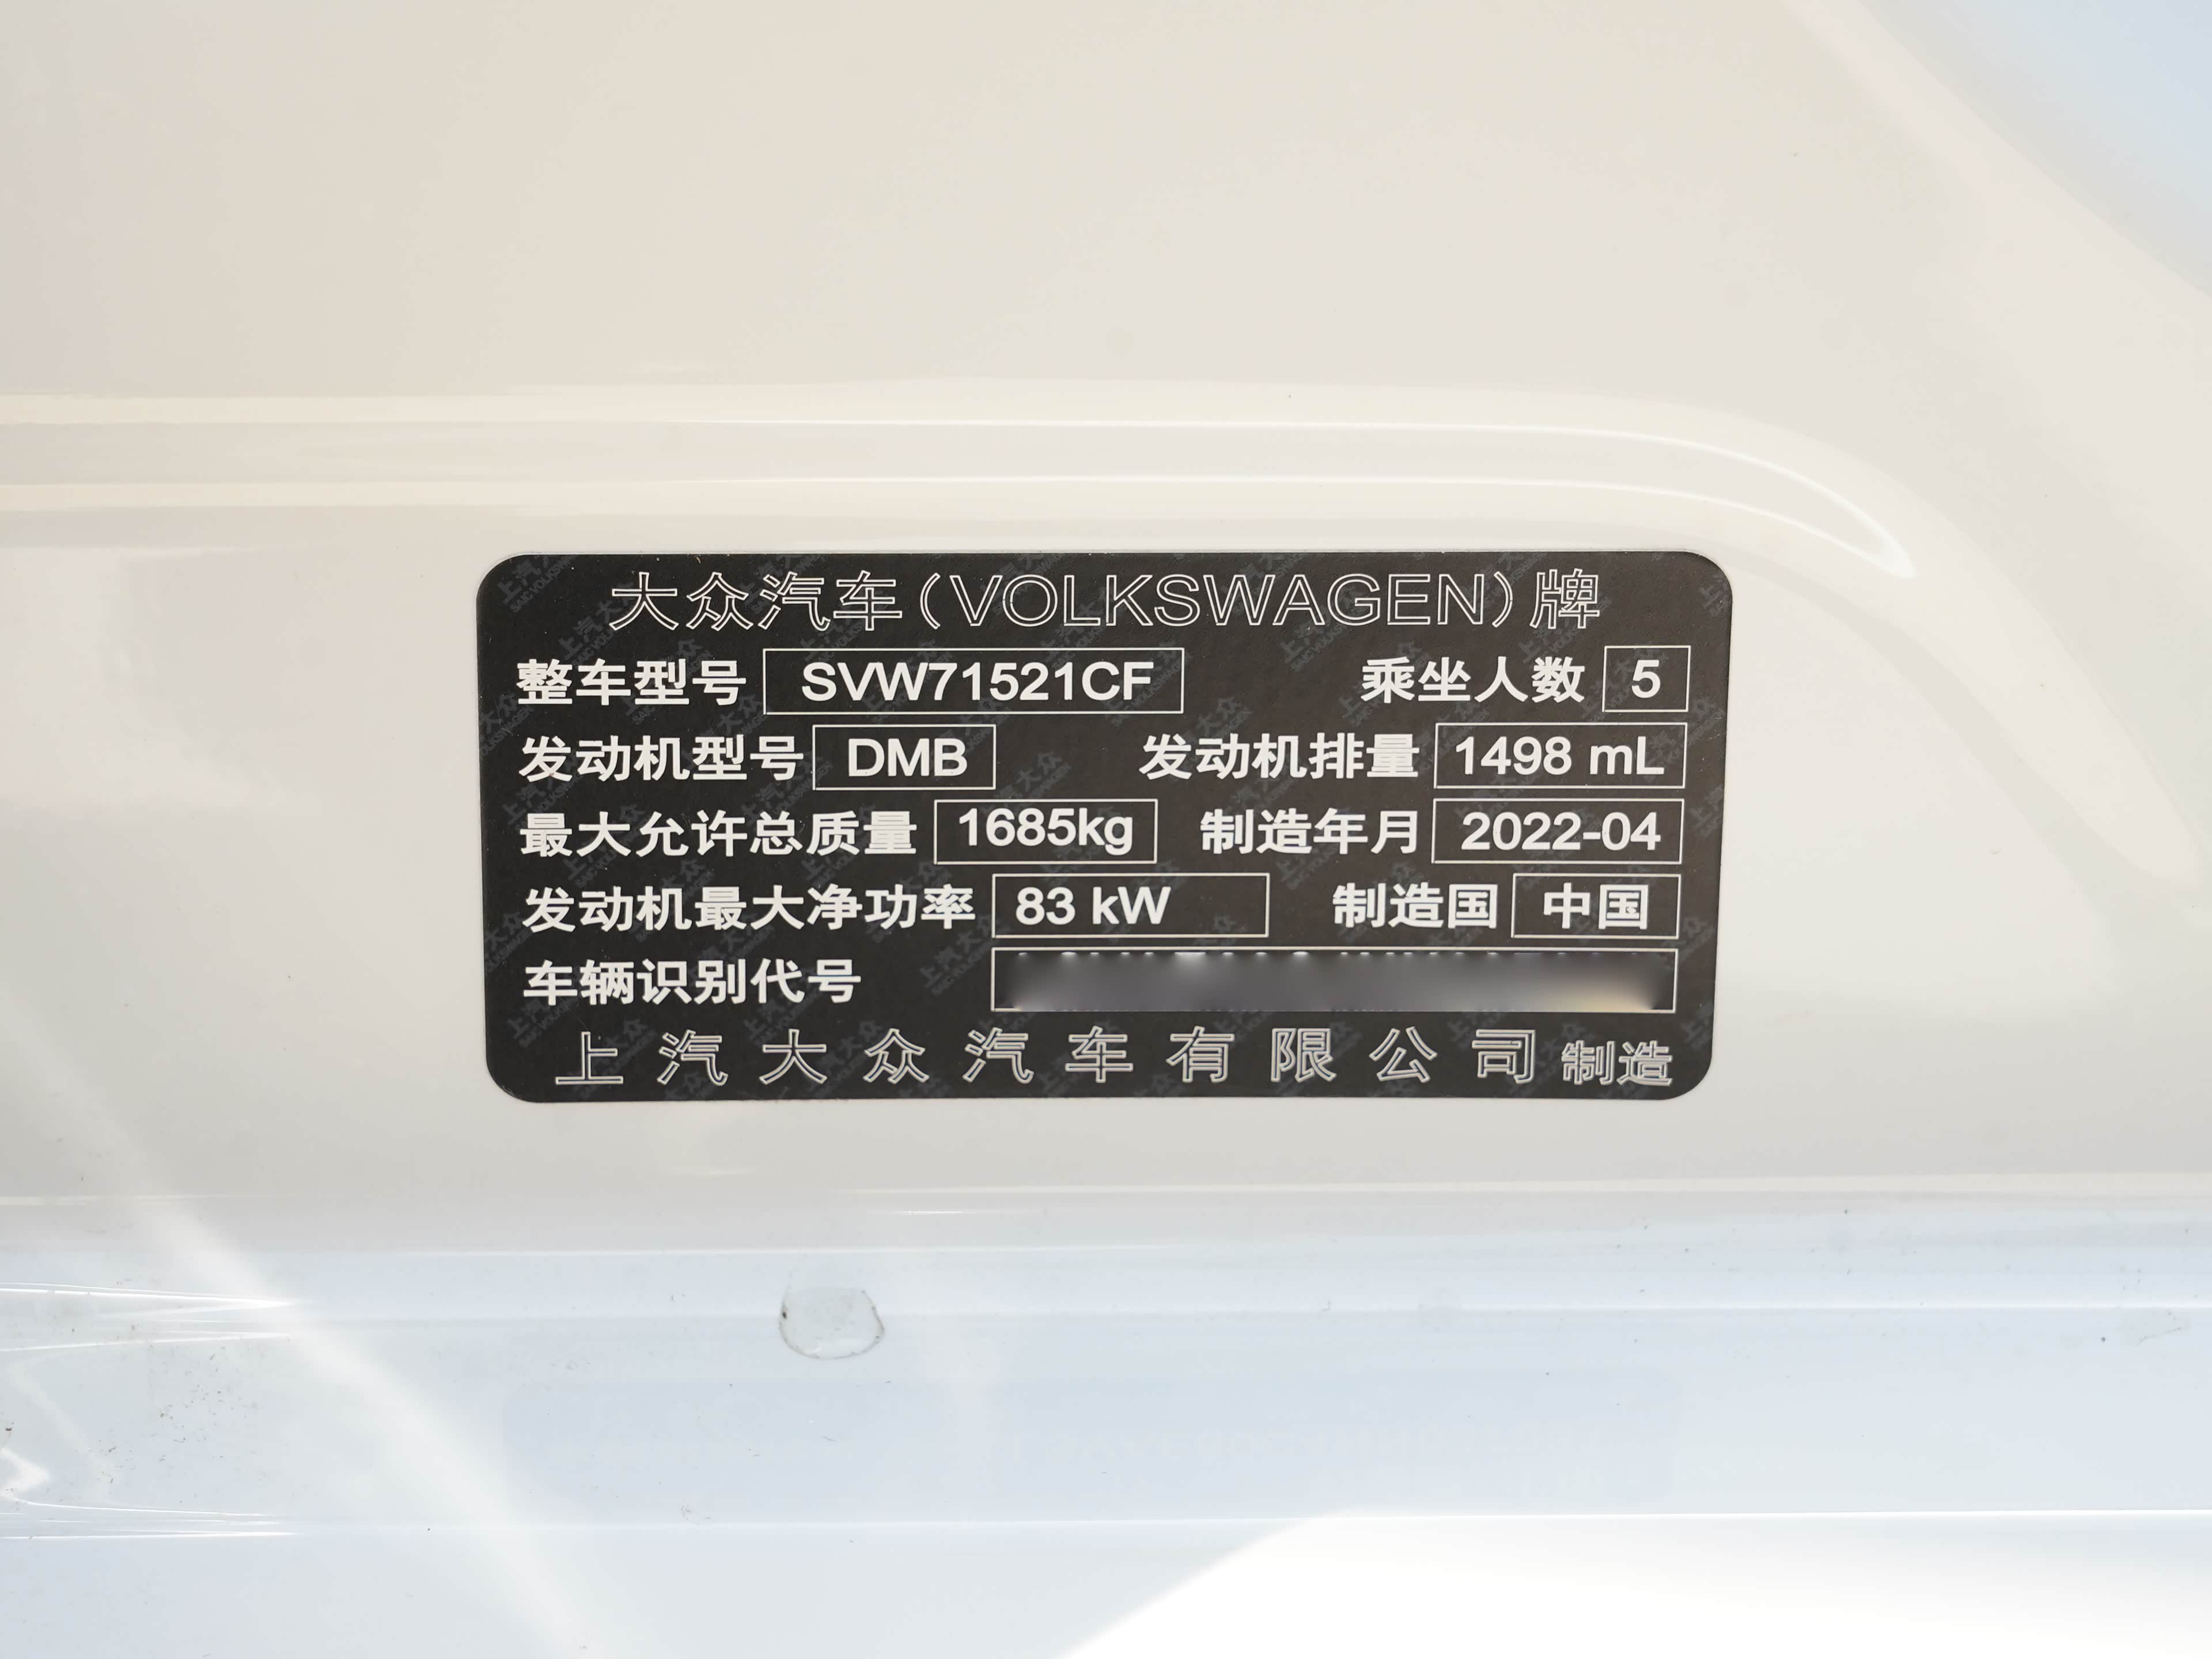 大众汽车(VOLKSWAGEN)牌
整车型号 SVW71521CF 乘坐人数 5
发动机型号 DMB 发动机排量 1498 mL
最大允许总质量 1685kg 制造年月 2022-04
发动机最大净功率 83 kW 制造国 中国
车辆识别代号
上汽大众汽车有限公司 制造